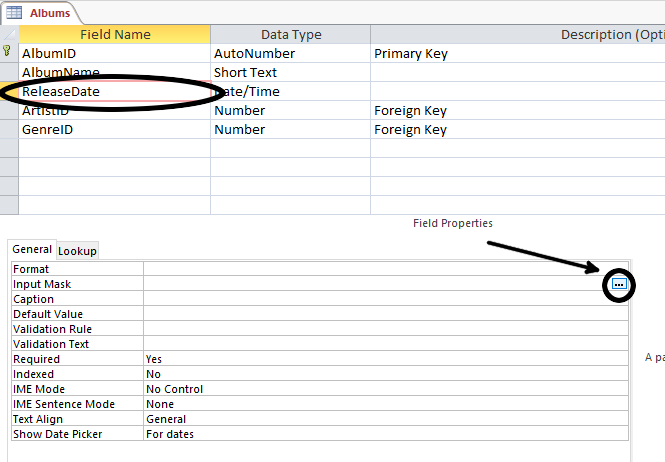 Albums
Field Name Data Type Description (Opti
AlbumID AutoNumber Primary Key
AlbumName Short Text
ReleaseDate Date/Time
ArtistID Number Foreign Key
GenreID Number Foreign Key
Field Properties
General Lookup
Format
Input Mask ...
Caption
Default Value
Validation Rule
Validation Text
Required Yes
Indexed No
IME Mode No Control
IME Sentence Mode None
Text Align General
Show Date Picker For dates
A pa